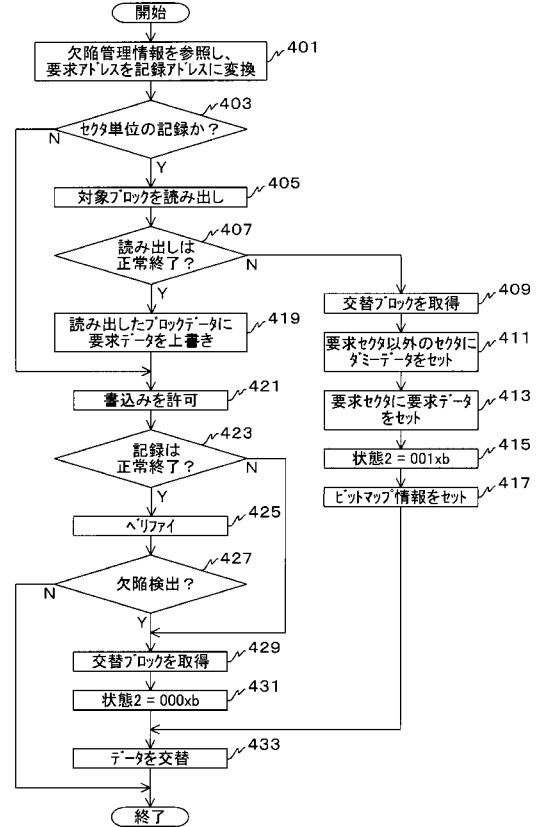 開始
欠陥管理情報を参照し、
要求アドレスを記録アドレスに変換
401
403
セクタ単位の記録か？
N
Y
405
対象ブロックを読み出し
407
読み出しは
正常終了？
N
Y
409
交替ブロックを取得
読み出したブロックデータに
要求データを上書き
419
要求セクタ以外のセクタに
ダミーデータをセット
411
421
書込みを許可
要求セクタに要求データ
をセット
413
423
記録は
正常終了？
N
Y
415
状態2 = 001xb
417
ビットマップ情報をセット
425
ベリファイ
427
欠陥検出？
N
Y
429
交替ブロックを取得
431
状態2 = 000xb
433
データを交替
終了